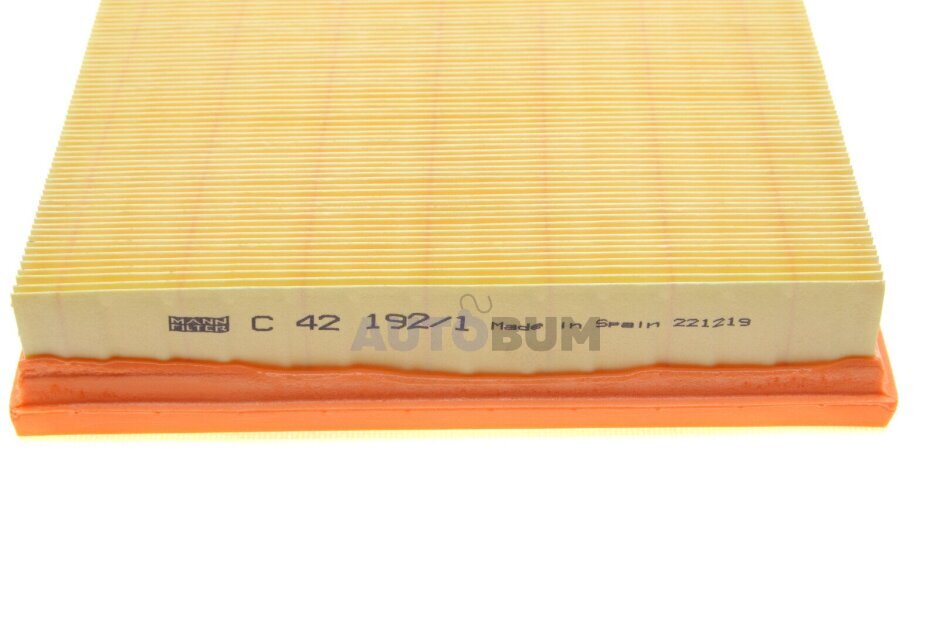 MANN FILTER C 42 192/1 Made in Spain 221219
AUTOBUM